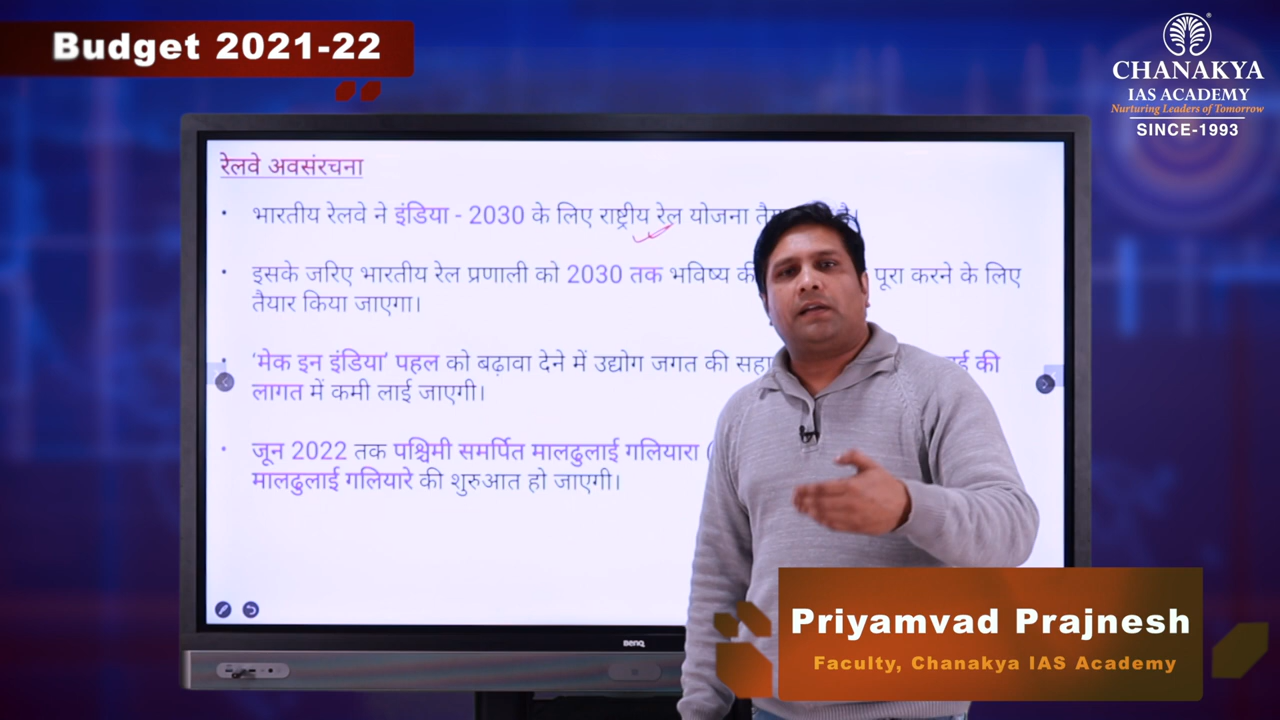 Budget 2021-22
CHANAKYA
IAS ACADEMY
Nurturing Leaders of Tomorrow
SINCE-1993
रेलवे अवसंरचना
• भारतीय रेलवे ने इंडिया - 2030 के लिए राष्ट्रीय रेल योजना है।
• इसके जरिए भारतीय रेल प्रणाली को 2030 तक भविष्य पूरा करने के लिए
तैयार किया जाएगा।
• 'मेक इन इंडिया' पहल को बढ़ावा देने में उद्योग जगत की की
लागत में कमी लाई जाएगी।
• जून 2022 तक पश्चिमी समर्पित मालढुलाई गलियारा (
मालढुलाई गलियारे की शुरुआत हो जाएगी।
BenQ
Priyamvad Prajnesh
Faculty, Chanakya IAS Academy